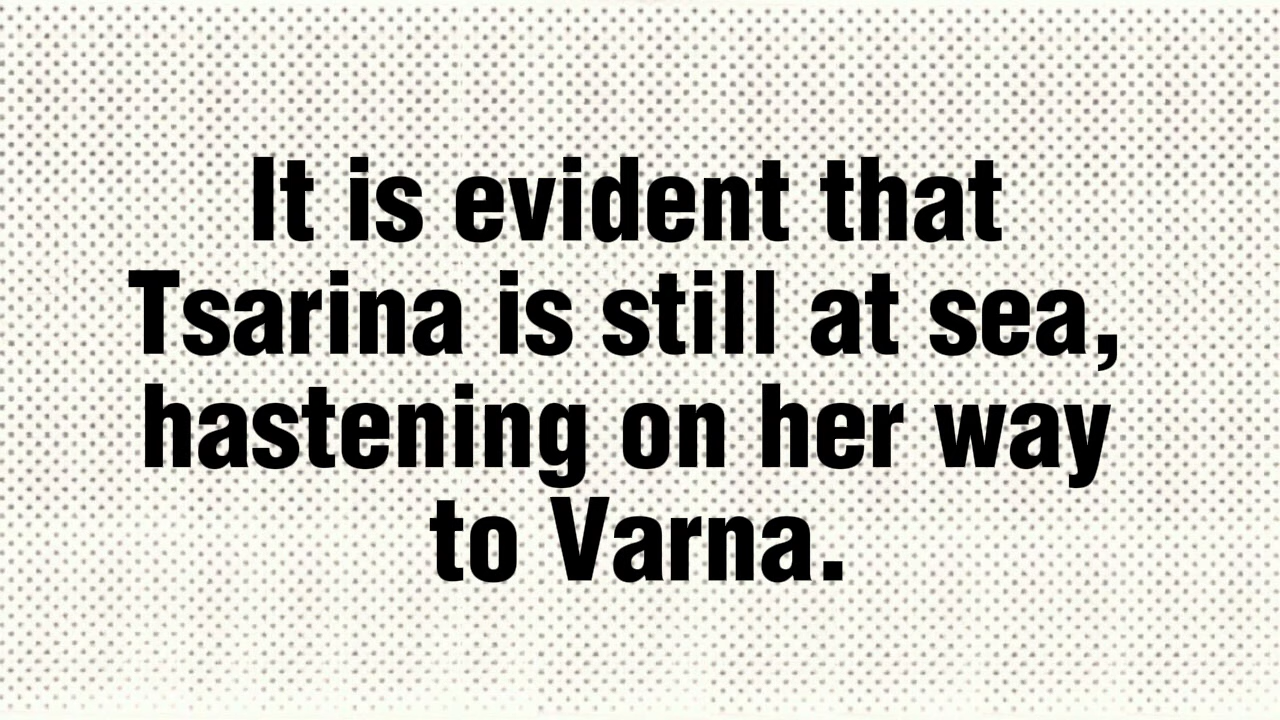 It is evident that
Tsarina is still at sea,
hastening on her way
to Varna.